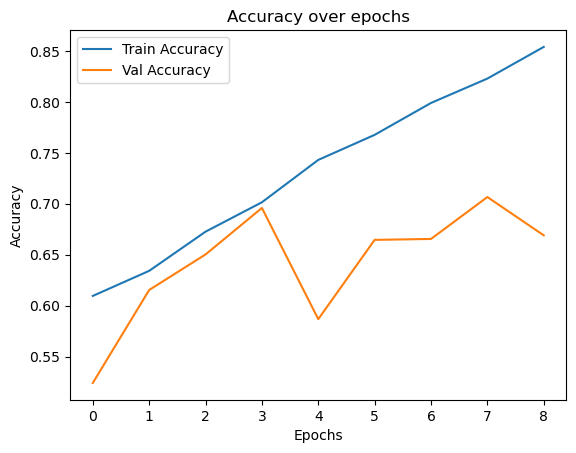 Accuracy over epochs
Train Accuracy
Val Accuracy
0.85
0.80
0.75
0.70
0.65
0.60
0.55
Accuracy
0 1 2 3 4 5 6 7 8
Epochs